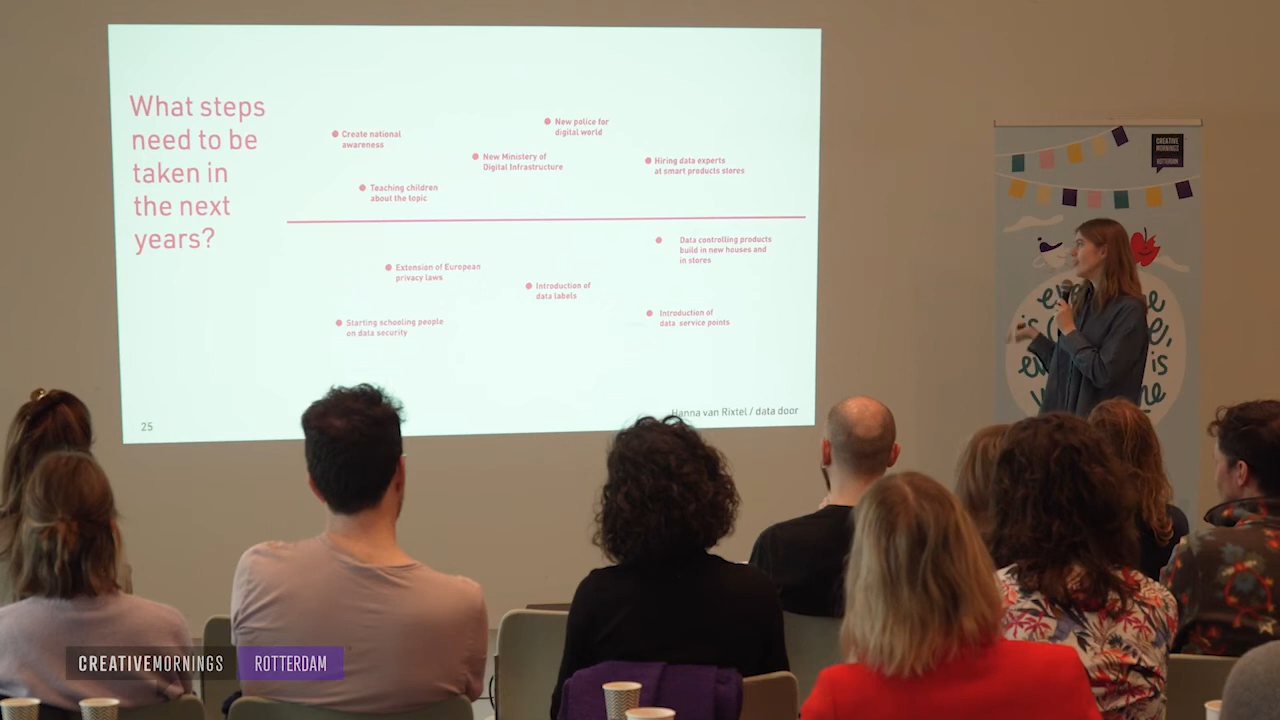 What steps
need to be
taken in
the next
years?
Create national
awareness
New police for
digital world
New Ministery of
Digital Infrastructure
Hiring data experts
at smart products stores
Teaching children
about the topic
Data controlling products
build in new houses and
in stores
Extension of European
privacy laws
Introduction of
data labels
Introduction of
data service points
Starting schooling people
on data security
25
Hanna van Rixtel / data door
CREATIVE
MORNINGS
ROTTERDAM
is
CREATIVEMORNINGS ROTTERDAM